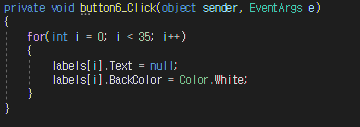 private void button6_Click(object sender, EventArgs e)
{
    for(int i = 0; i < 35; i++)
    {
        labels[i].Text = null;
        labels[i].BackColor = Color.White;
    }
}